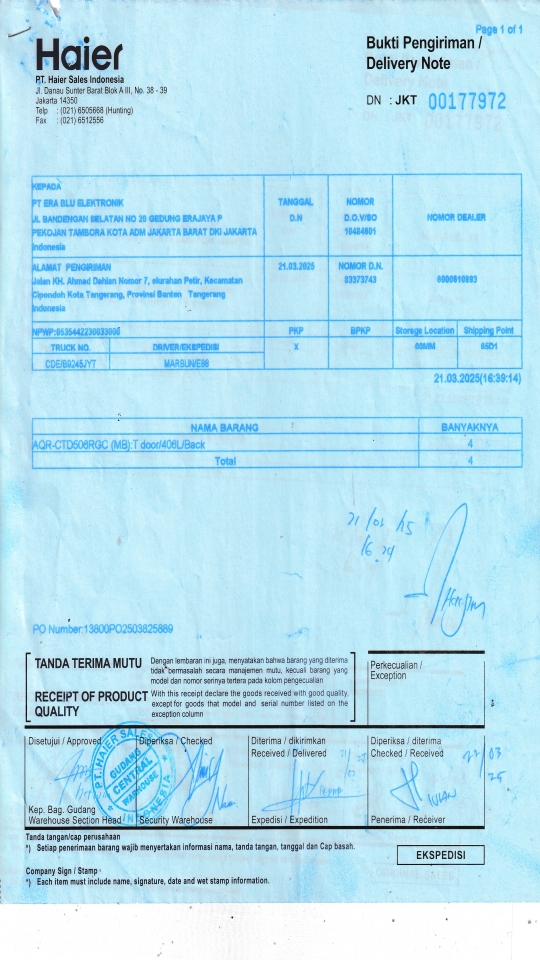 Page 1 of 1
Haier
Bukti Pengiriman /
Delivery Note
PT. Haier Sales Indonesia
Jl. Danau Sunter Barat Blok A III, No. 38 - 39
Jakarta 14350
Telp : (021) 6505668 (Hunting)
Fax : (021) 6512556
DN : JKT 00177972
KEPADA
PT ERA BLU ELEKTRONIK
JL BANDENGAN SELATAN NO 20 GEDUNG ERAJAYA P
PEKOJAN TAMBORA KOTA ADM JAKARTA BARAT DKI JAKARTA
Indonesia
TANGGAL
D.N
NOMOR
D.O.V/SO
10484601
NOMOR DEALER
ALAMAT PENGIRIMAN
Jalan KH. Ahmad Dahlan Nomor 7, elurahan Petir, Kecamatan
Cipondoh Kota Tangerang, Provinsi Banten Tangerang
Indonesia
21.03.2025
NOMOR D.N.
83373743
NPWP:
PKP
BPKP
Storage Location
Shipping Point
TRUCK NO.
DRIVER/EKSPEDISI
X
00MM
65D1
CDE/B9245JYT
MARSUN/E88
21.03.2025(16:39:14)
NAMA BARANG
BANYAKNYA
AQR-CTD506RGC (MB):T door/406L/Back
4
Total
4
16.24
PO Number:13800PO2503825889
TANDA TERIMA MUTU
Dengan lembaran ini juga, menyatakan bahwa barang yang diterima
tidak bermasalah secara manajemen mutu, kecuali barang yang
model dan nomor serinya tertera pada kolom pengecualian
RECEIPT OF PRODUCT
QUALITY
With this receipt declare the goods received with good quality,
except for goods that model and serial number listed on the
exception column
Perkecualian /
Exception
Disetujui / Approved
Diperiksa / Checked
Diterima / dikirimkan
Received / Delivered
Diperiksa / diterima
Checked / Received
22/03
25
PT. HAIER SALES INDONESIA
GUDANG
CENTRAL
WAREHOUSE
Kep. Bag. Gudang
Warehouse Section Head
Security Warehouse
Expedisi / Expedition
Penerima / Receiver
Tanda tangan/cap perusahaan
*) Setiap penerimaan barang wajib menyertakan informasi nama, tanda tangan, tanggal dan Cap basah.
EKSPEDISI
Company Sign / Stamp
*) Each item must include name, signature, date and wet stamp information.